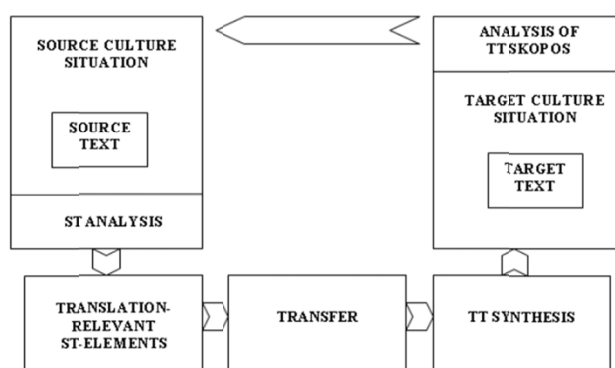 SOURCE CULTURE
SITUATION
SOURCE
TEXT
ST ANALYSIS
ANALYSIS OF
TTSKOPOS
TARGET CULTURE
SITUATION
TARGET
TEXT
TRANSLATION-
RELEVANT
ST-ELEMENTS
TRANSFER
TT SYNTHESIS